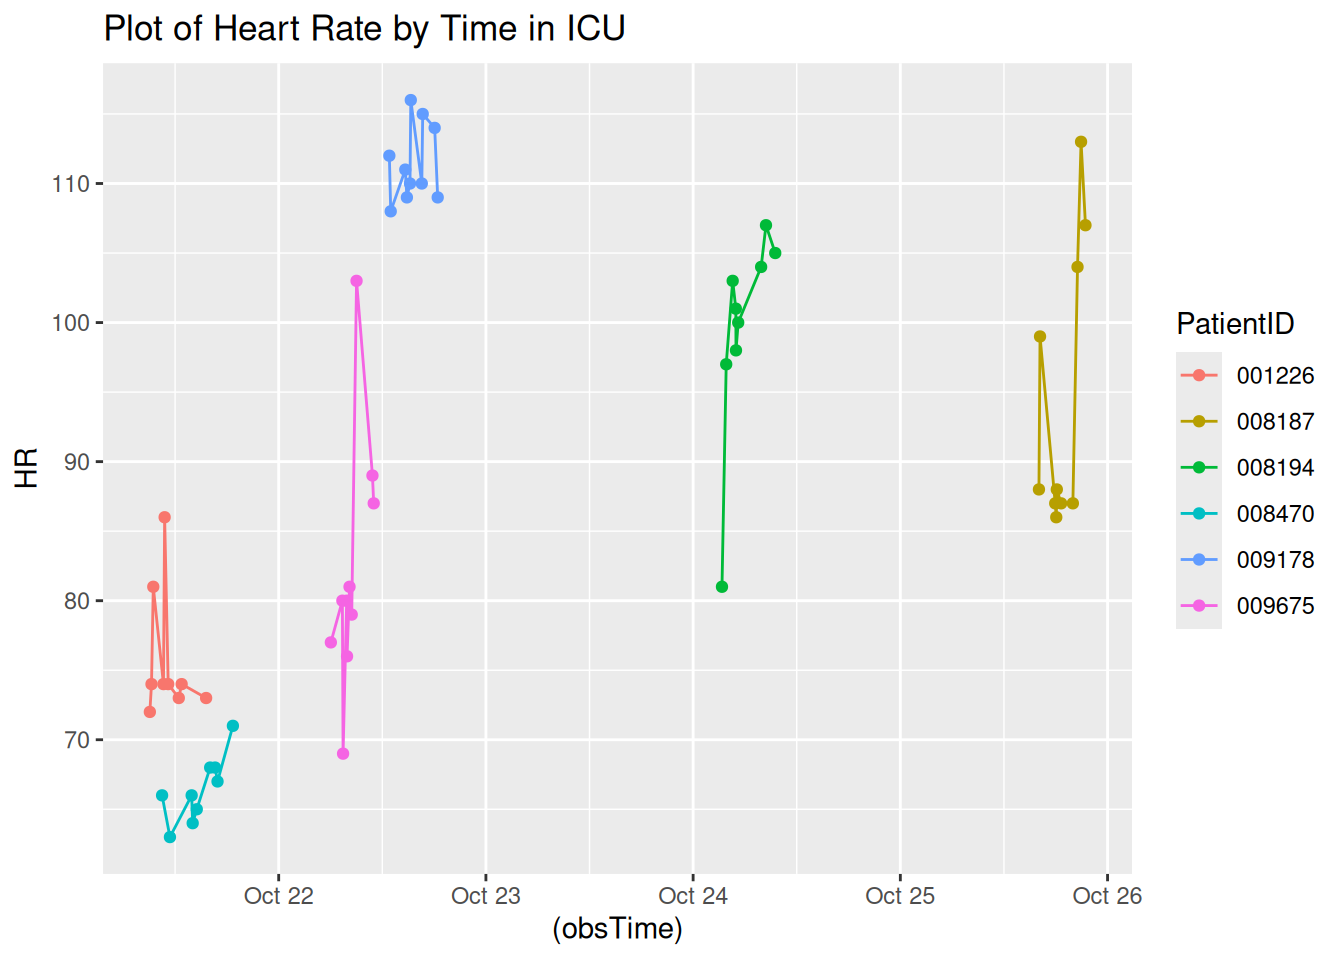 Plot of Heart Rate by Time in ICU
HR
110
100
90
80
70
Oct 22
Oct 23
Oct 24
Oct 25
Oct 26
(obsTime)
PatientID
001226
008187
008194
008470
009178
009675